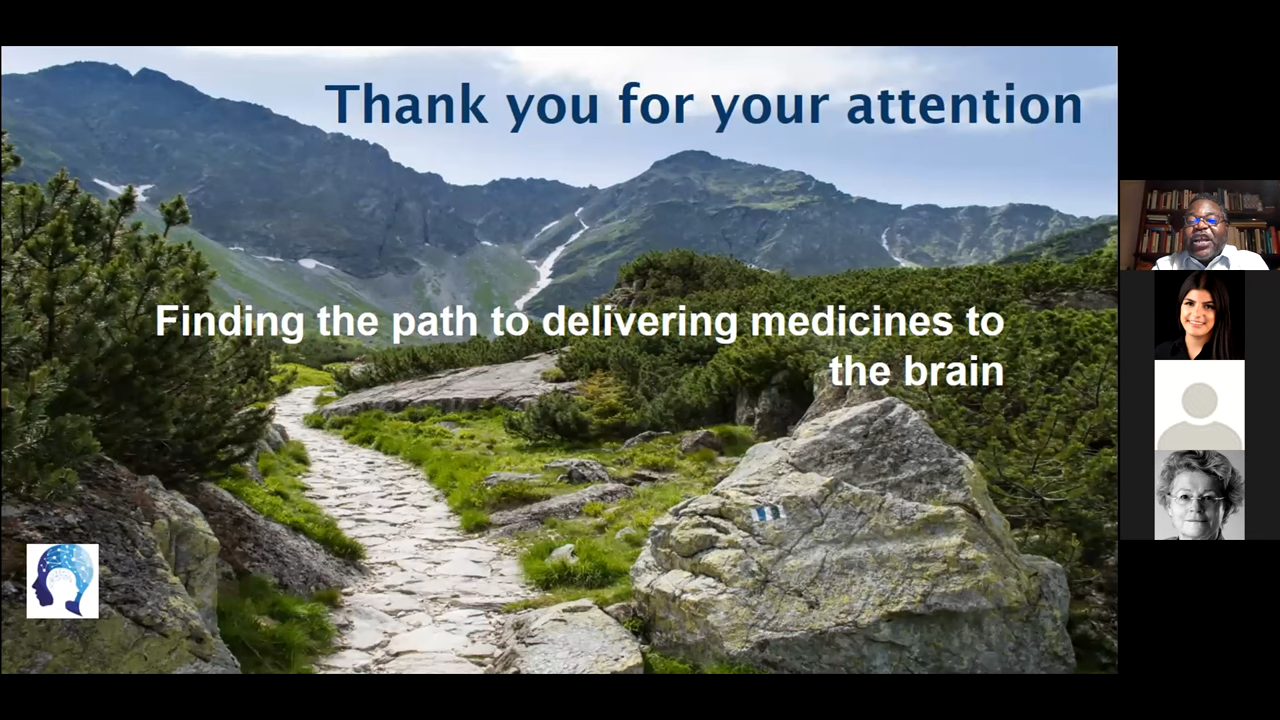 Thank you for your attention
Finding the path to delivering medicines to
the brain